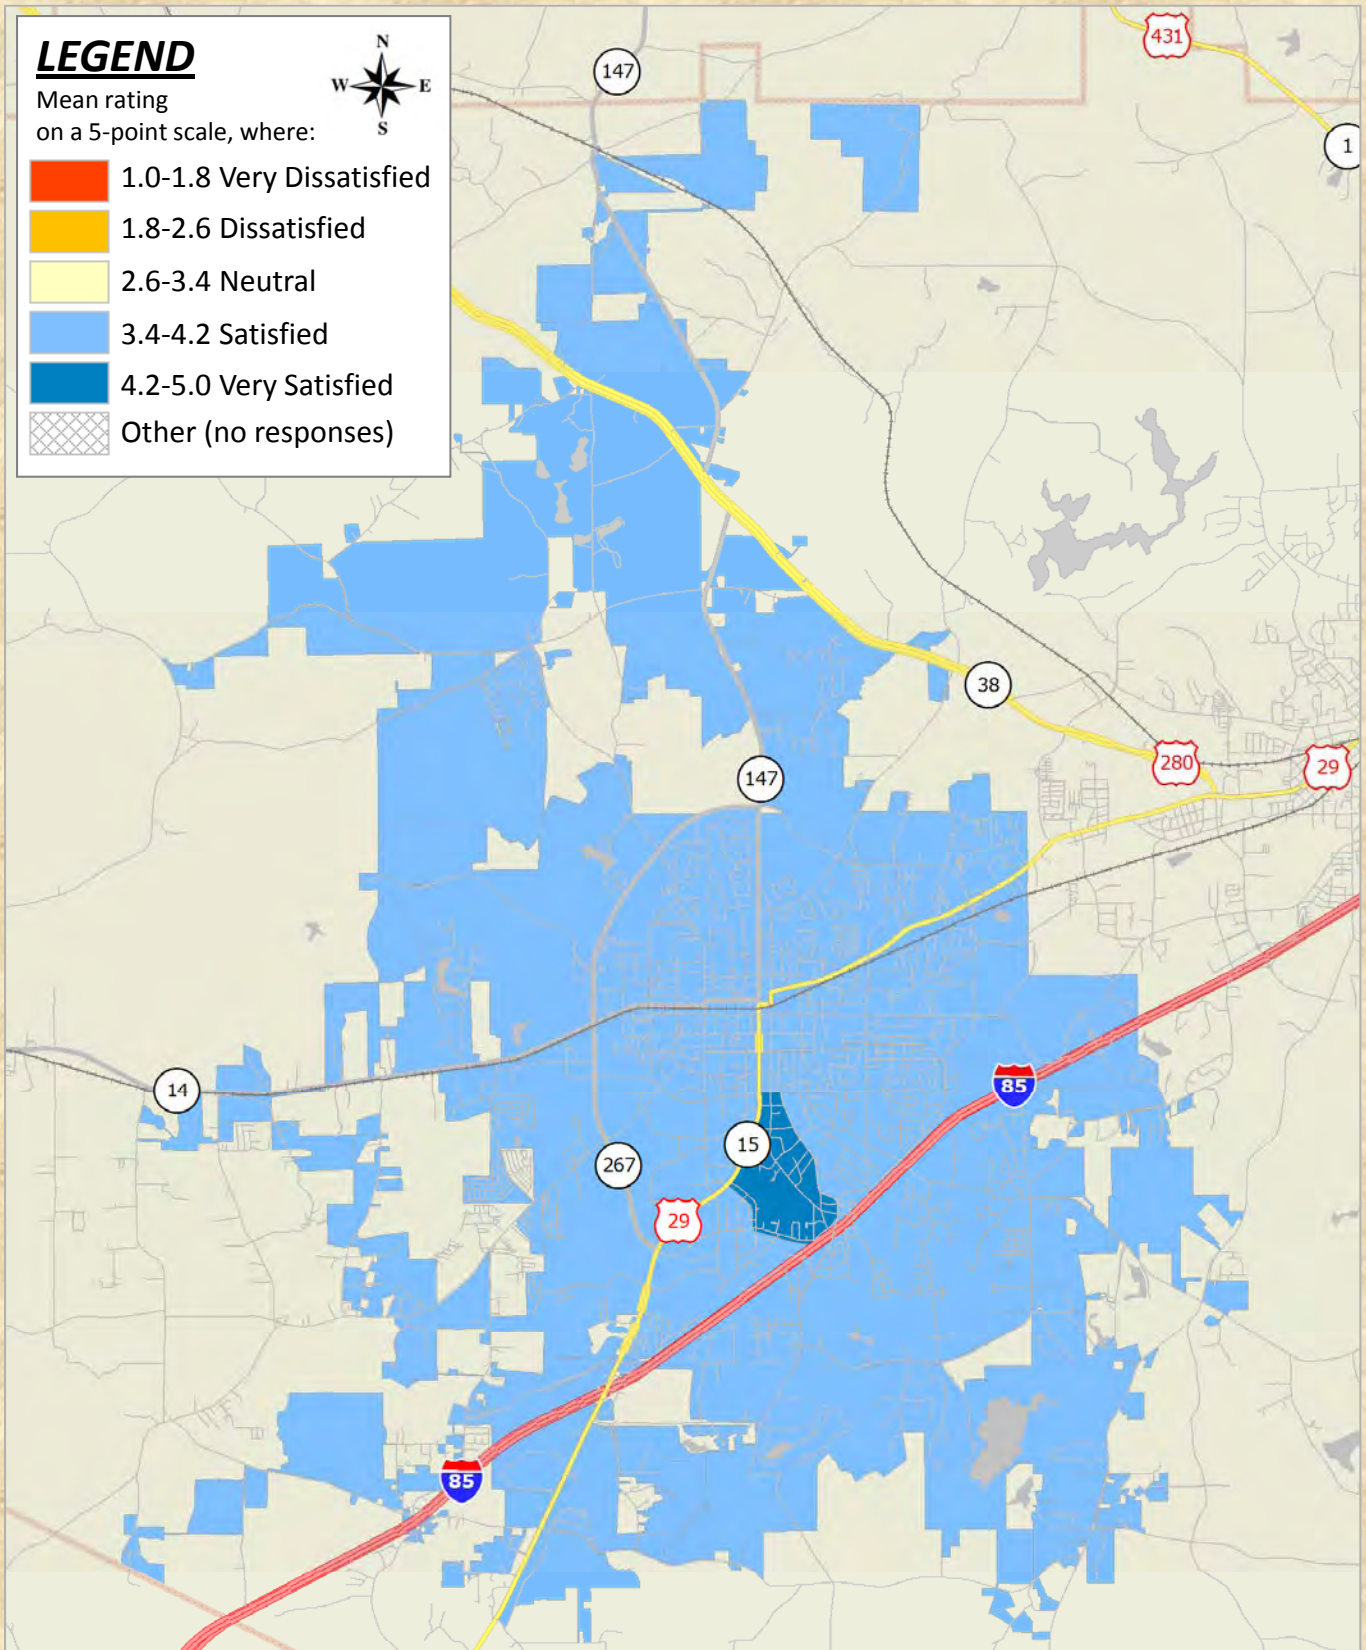 LEGEND
Mean rating
on a 5-point scale, where:
1.0-1.8 Very Dissatisfied
1.8-2.6 Dissatisfied
2.6-3.4 Neutral
3.4-4.2 Satisfied
4.2-5.0 Very Satisfied
Other (no responses)
N
W E
S
147
431
1
38
280
29
147
14
85
15
267
29
85